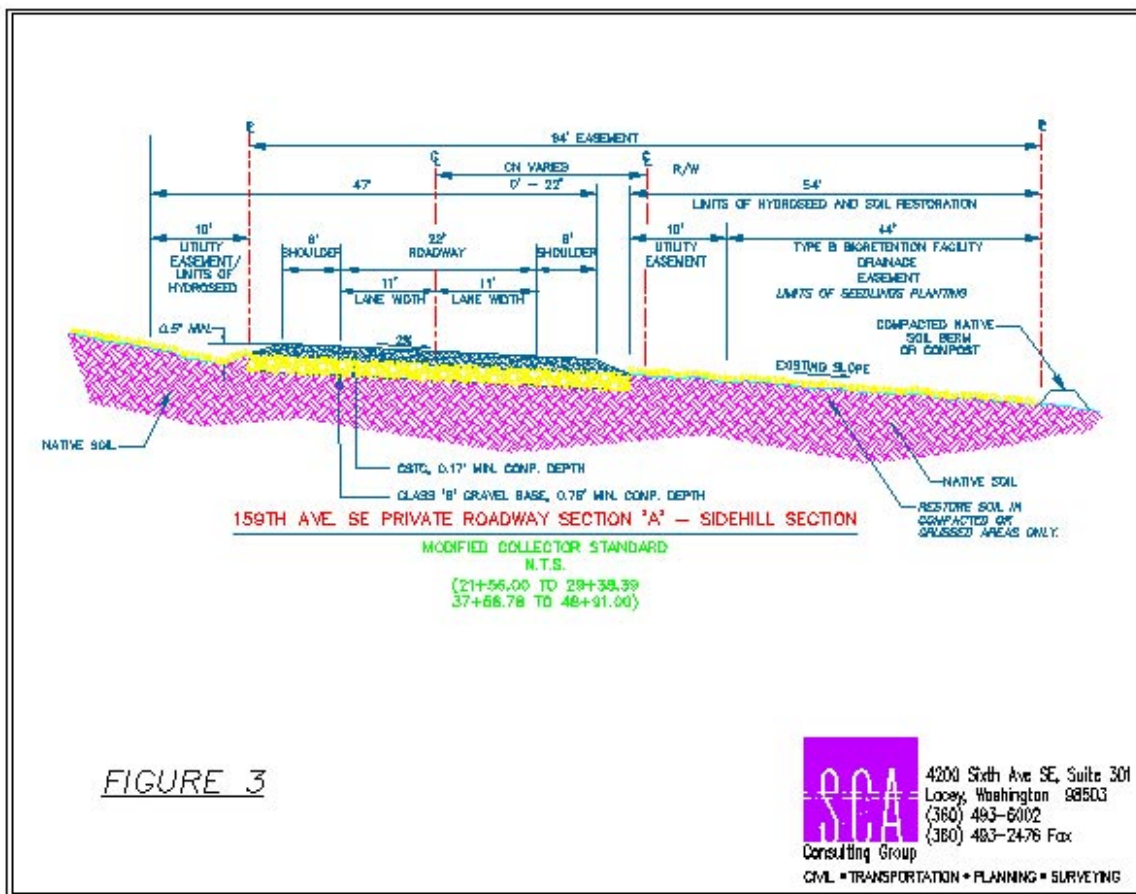 94' EASEMENT
CN VARIED
R/W
47'
0' - 22'
54'
LIMITS OF HYDROSEED AND SOIL RESTORATION
10'
UTILITY
EASEMENT/
LIMITS OF
HYDROSEED
8'
SHOULDER
22'
ROADWAY
8'
SHOULDER
10'
UTILITY
EASEMENT
44'
TYPE B BIORETENTION FACILITY
DRAINAGE
EASEMENT
LIMITS OF SEEDLINGS PLANTING
11'
LANE WIDTH
11'
LANE WIDTH
0.5' MIN.
2%
COMPACTED NATIVE
SOIL BERM
OR COMPOST
EXISTING SLOPE
NATIVE SOIL
CSTC, 0.17' MIN. COMP. DEPTH
CLASS 'B' GRAVEL BASE, 0.76' MIN. COMP. DEPTH
NATIVE SOIL
RESTORE SOIL IN
COMPACTED OR
GRUSSED AREAS ONLY.
159TH AVE. SE PRIVATE ROADWAY SECTION "A" – SIDEHILL SECTION
MODIFIED COLLECTOR STANDARD
N.T.S.
(21+56.00 TO 29+38.39
37+66.78 TO 48+91.00)
FIGURE 3
SCA
Consulting Group
4200 Sixth Ave SE, Suite 301
Lacey, Washington 98503
(360) 493-6002
(360) 493-2476 Fax
CIVIL • TRANSPORTATION • PLANNING • SURVEYING